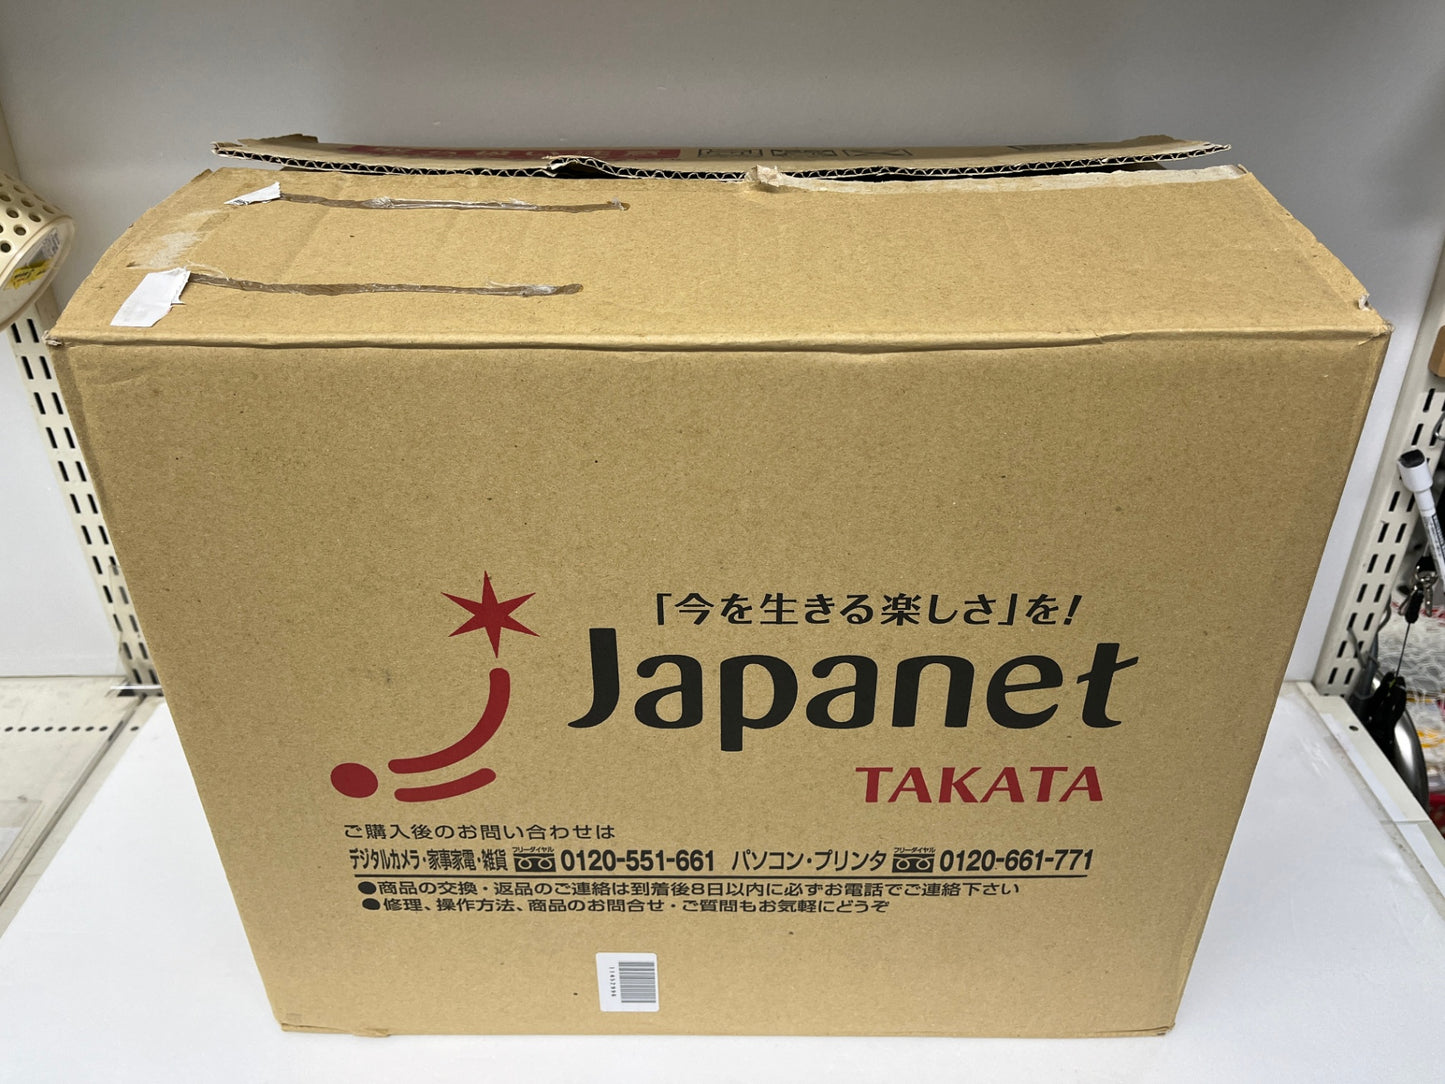 「今を生きる楽しさ」を!
Japanet
TAKATA
ご購入後のお問い合わせは
デジタルカメラ・家事家電・雑貨 フリーダイヤル 0120-551-661 パソコン・プリンタ フリーダイヤル 0120-661-771
●商品の交換・返品のご連絡は到着後8日以内に必ずお電話でご連絡下さい
●修理、操作方法、商品のお問合せ・ご質問もお気軽にどうぞ